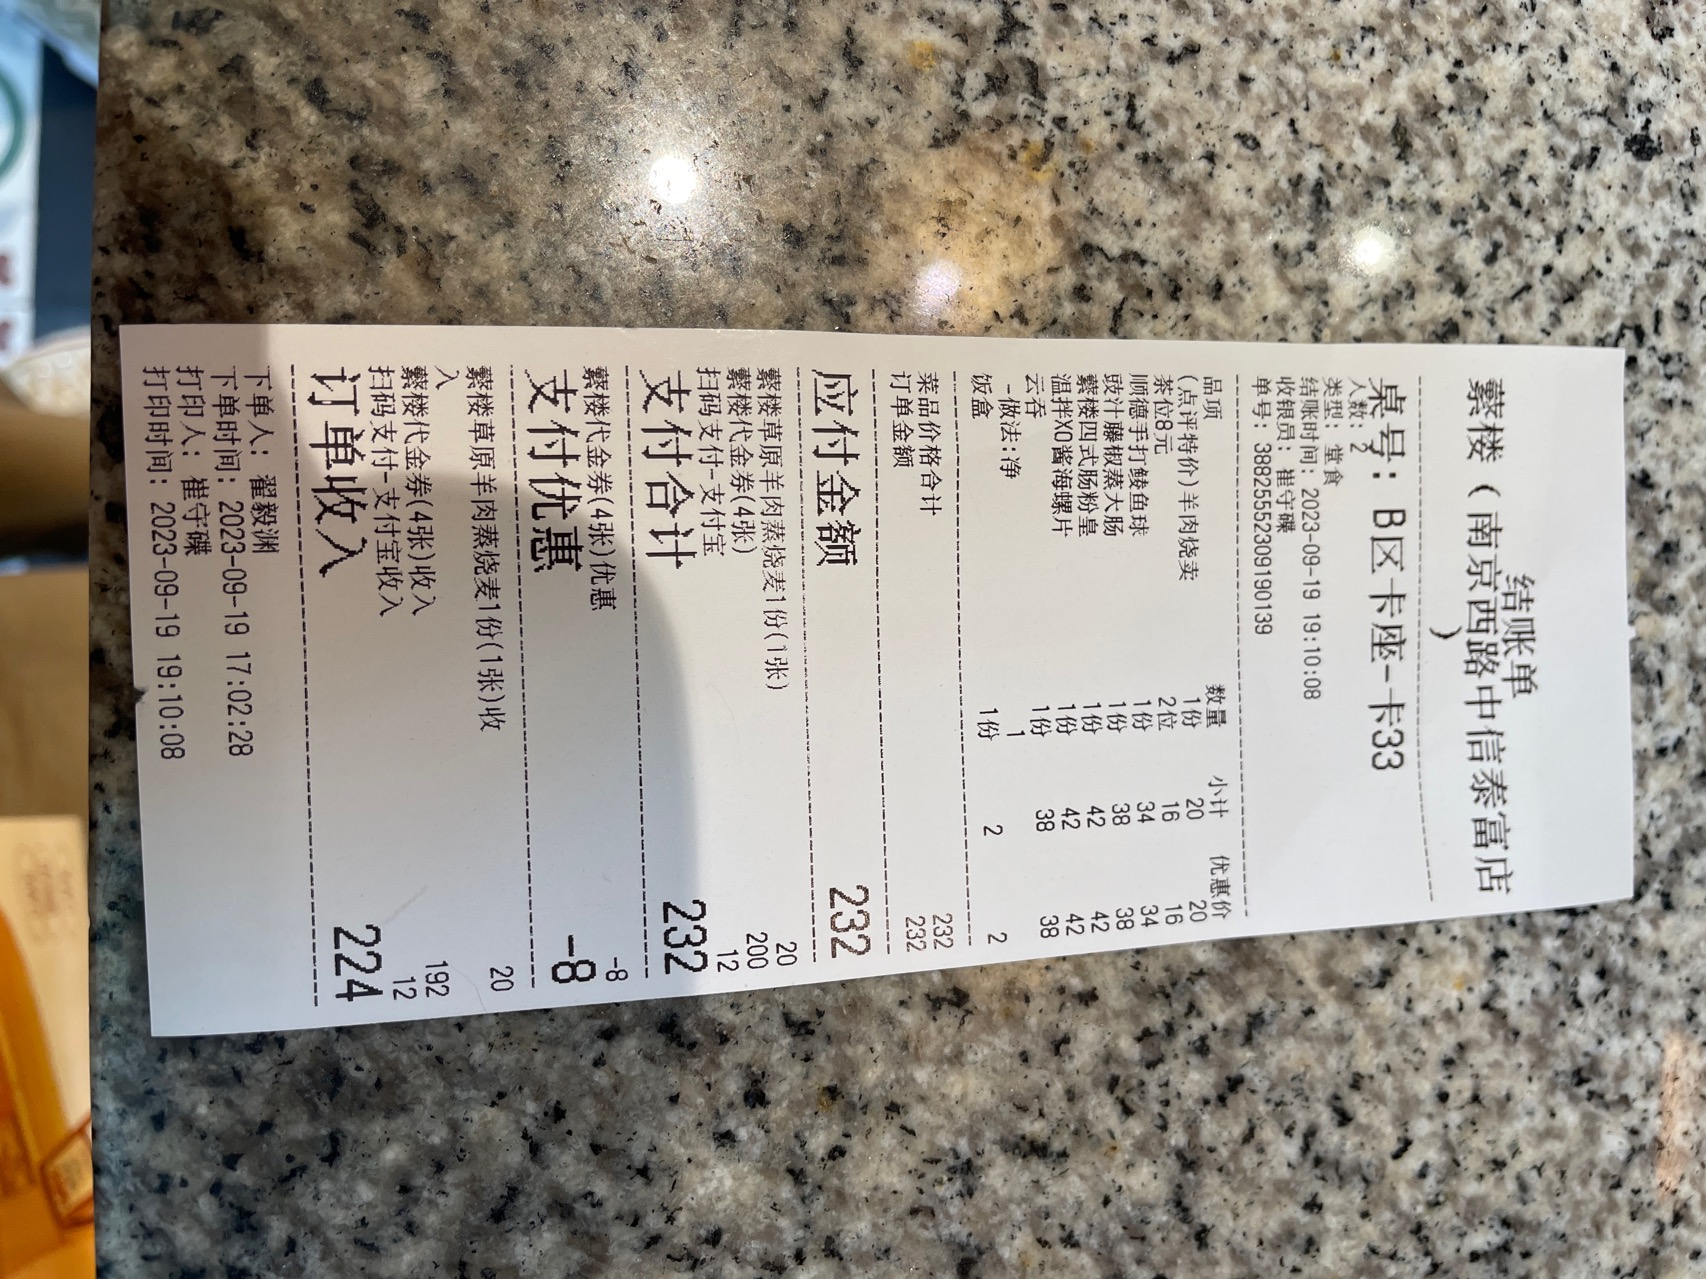 结账单
蘩楼(南京西路中信泰富店
)
桌号: B区卡座-卡33
人数: 2
类型: 堂食
结账时间: 2023-09-19 19:10:08
收银员: 崔守碟
单号: 3882555230919013​9
品项 数量 小计 优惠价
(点评特价)羊肉烧卖 1份 20 20
茶位8元 2位 16 16
顺德手打鲮鱼球 1份 34 34
豉汁藤椒蒸大肠 1份 38 38
蘩楼四式肠粉皇 1份 42 42
温拌XO酱海螺片 1份 42 42
云吞 1份 38 38
-做法:净 1
饭盒 1份 2 2
菜品价格合计 232
订单金额 232
应付金额 232
蘩楼草原羊肉蒸烧麦1份(1张) 20
蘩楼代金券(4张) 200
扫码支付-支付宝 12
支付合计 232
蘩楼代金券(4张)优惠 -8
支付优惠 -8
蘩楼草原羊肉蒸烧麦1份(1张)收 20
入
蘩楼代金券(4张)收入 192
扫码支付-支付宝收入 12
订单收入 224
下单人: 翟毅渊
下单时间: 2023-09-19 17:02:28
打印人: 崔守碟
打印时间: 2023-09-19 19:10:08